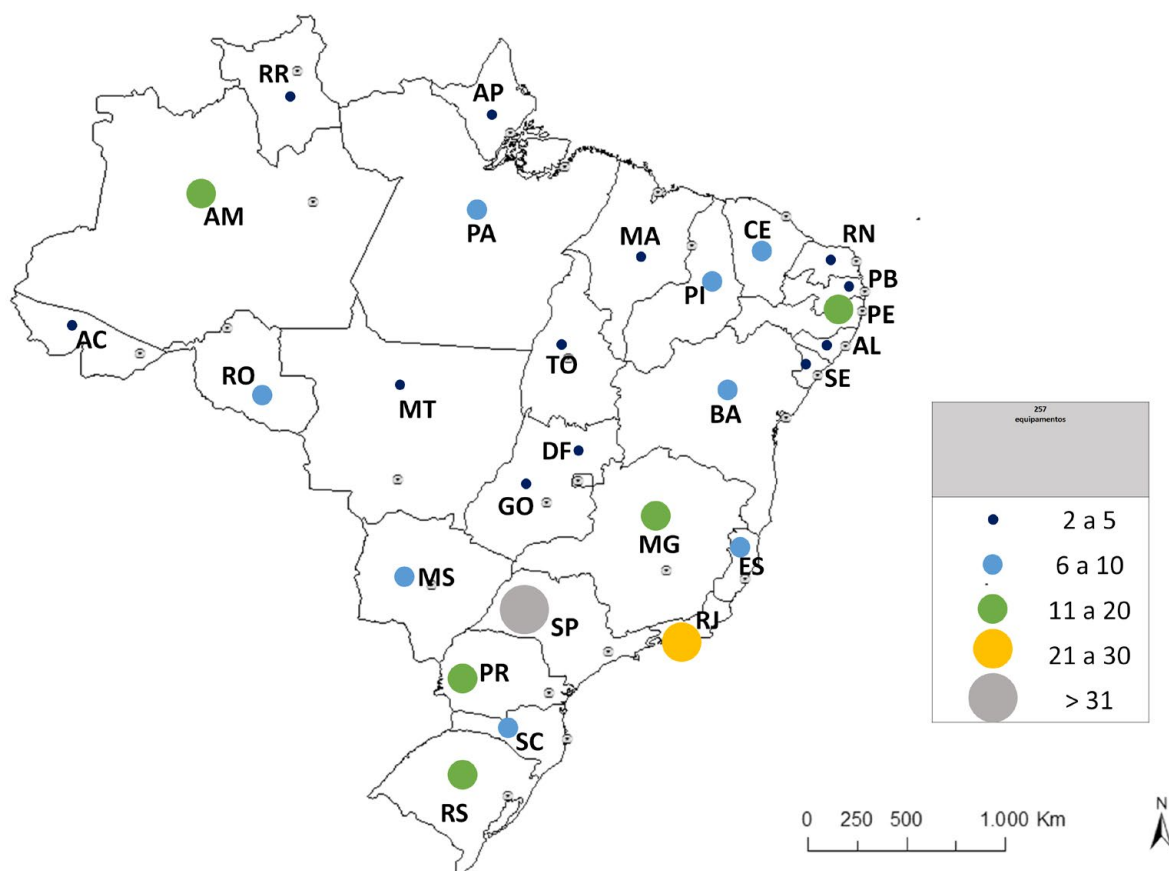 RR
AP
AM
PA
MA
CE
RN
PB
PI
PE
AC
AL
TO
SE
RO
MT
BA
DF
GO
MG
ES
MS
SP
RJ
PR
SC
RS
257
equipamentos
2 a 5
6 a 10
11 a 20
21 a 30
> 31
0 250 500 1.000 Km
N